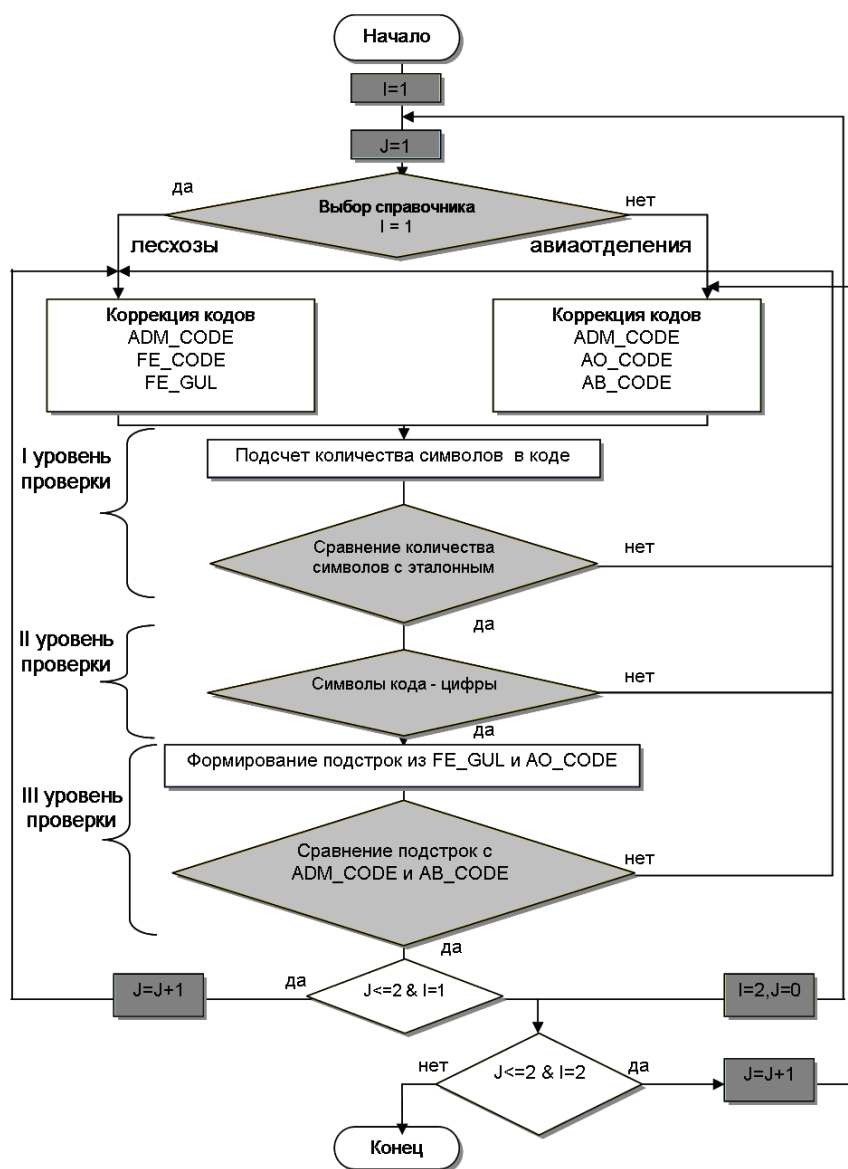 Начало
I=1
J=1
да
Выбор справочника
I = 1
нет
лесхозы
авиаотделения
Коррекция кодов
ADM_CODE
FE_CODE
FE_GUL
Коррекция кодов
ADM_CODE
AO_CODE
AB_CODE
I уровень
проверки
Подсчет количества символов в коде
Сравнение количества
символов с эталонным
нет
да
II уровень
проверки
Символы кода - цифры
нет
да
Формирование подстрок из FE_GUL и AO_CODE
III уровень
проверки
Сравнение подстрок с
ADM_CODE и AB_CODE
нет
да
J=J+1
да
J<=2 & I=1
I=2,J=0
нет
J<=2 & I=2
да
J=J+1
Конец